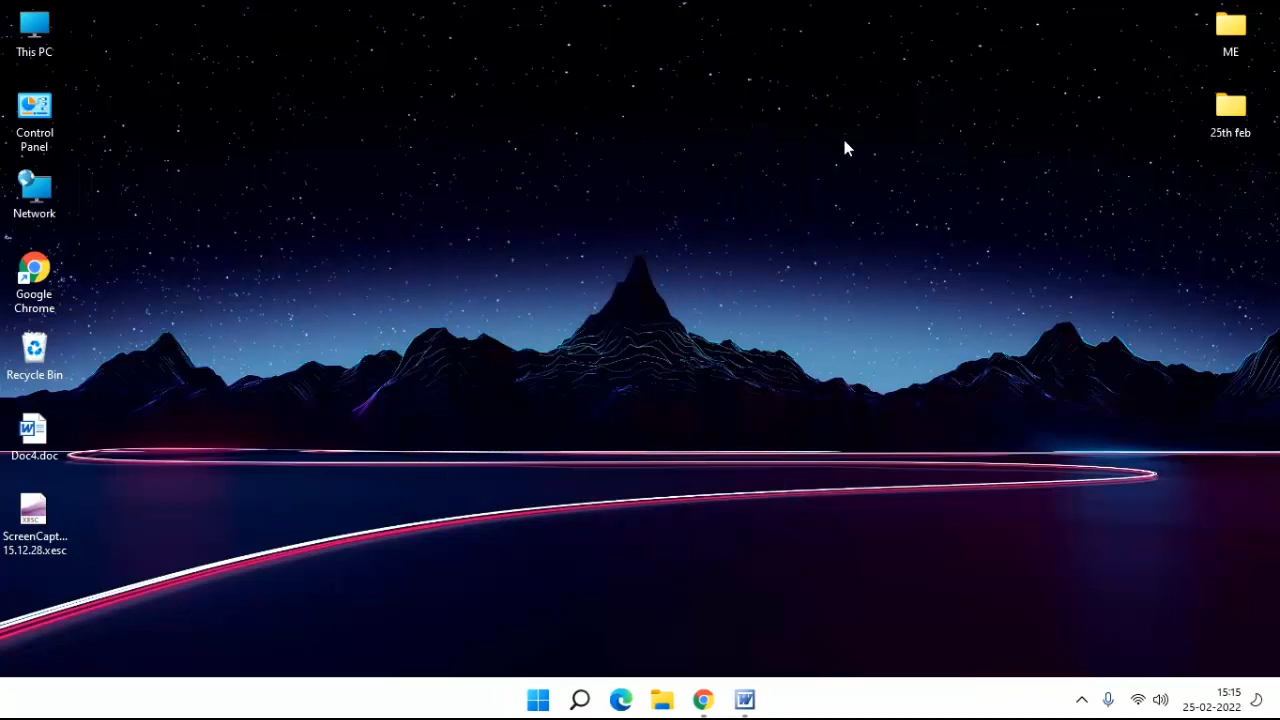 This PC
Control
Panel
Network
Google
Chrome
Recycle Bin
Doc4.doc
XESC
ScreenCapt...
15.12.28.xesc
ME
25th feb
15:15
25-02-2022